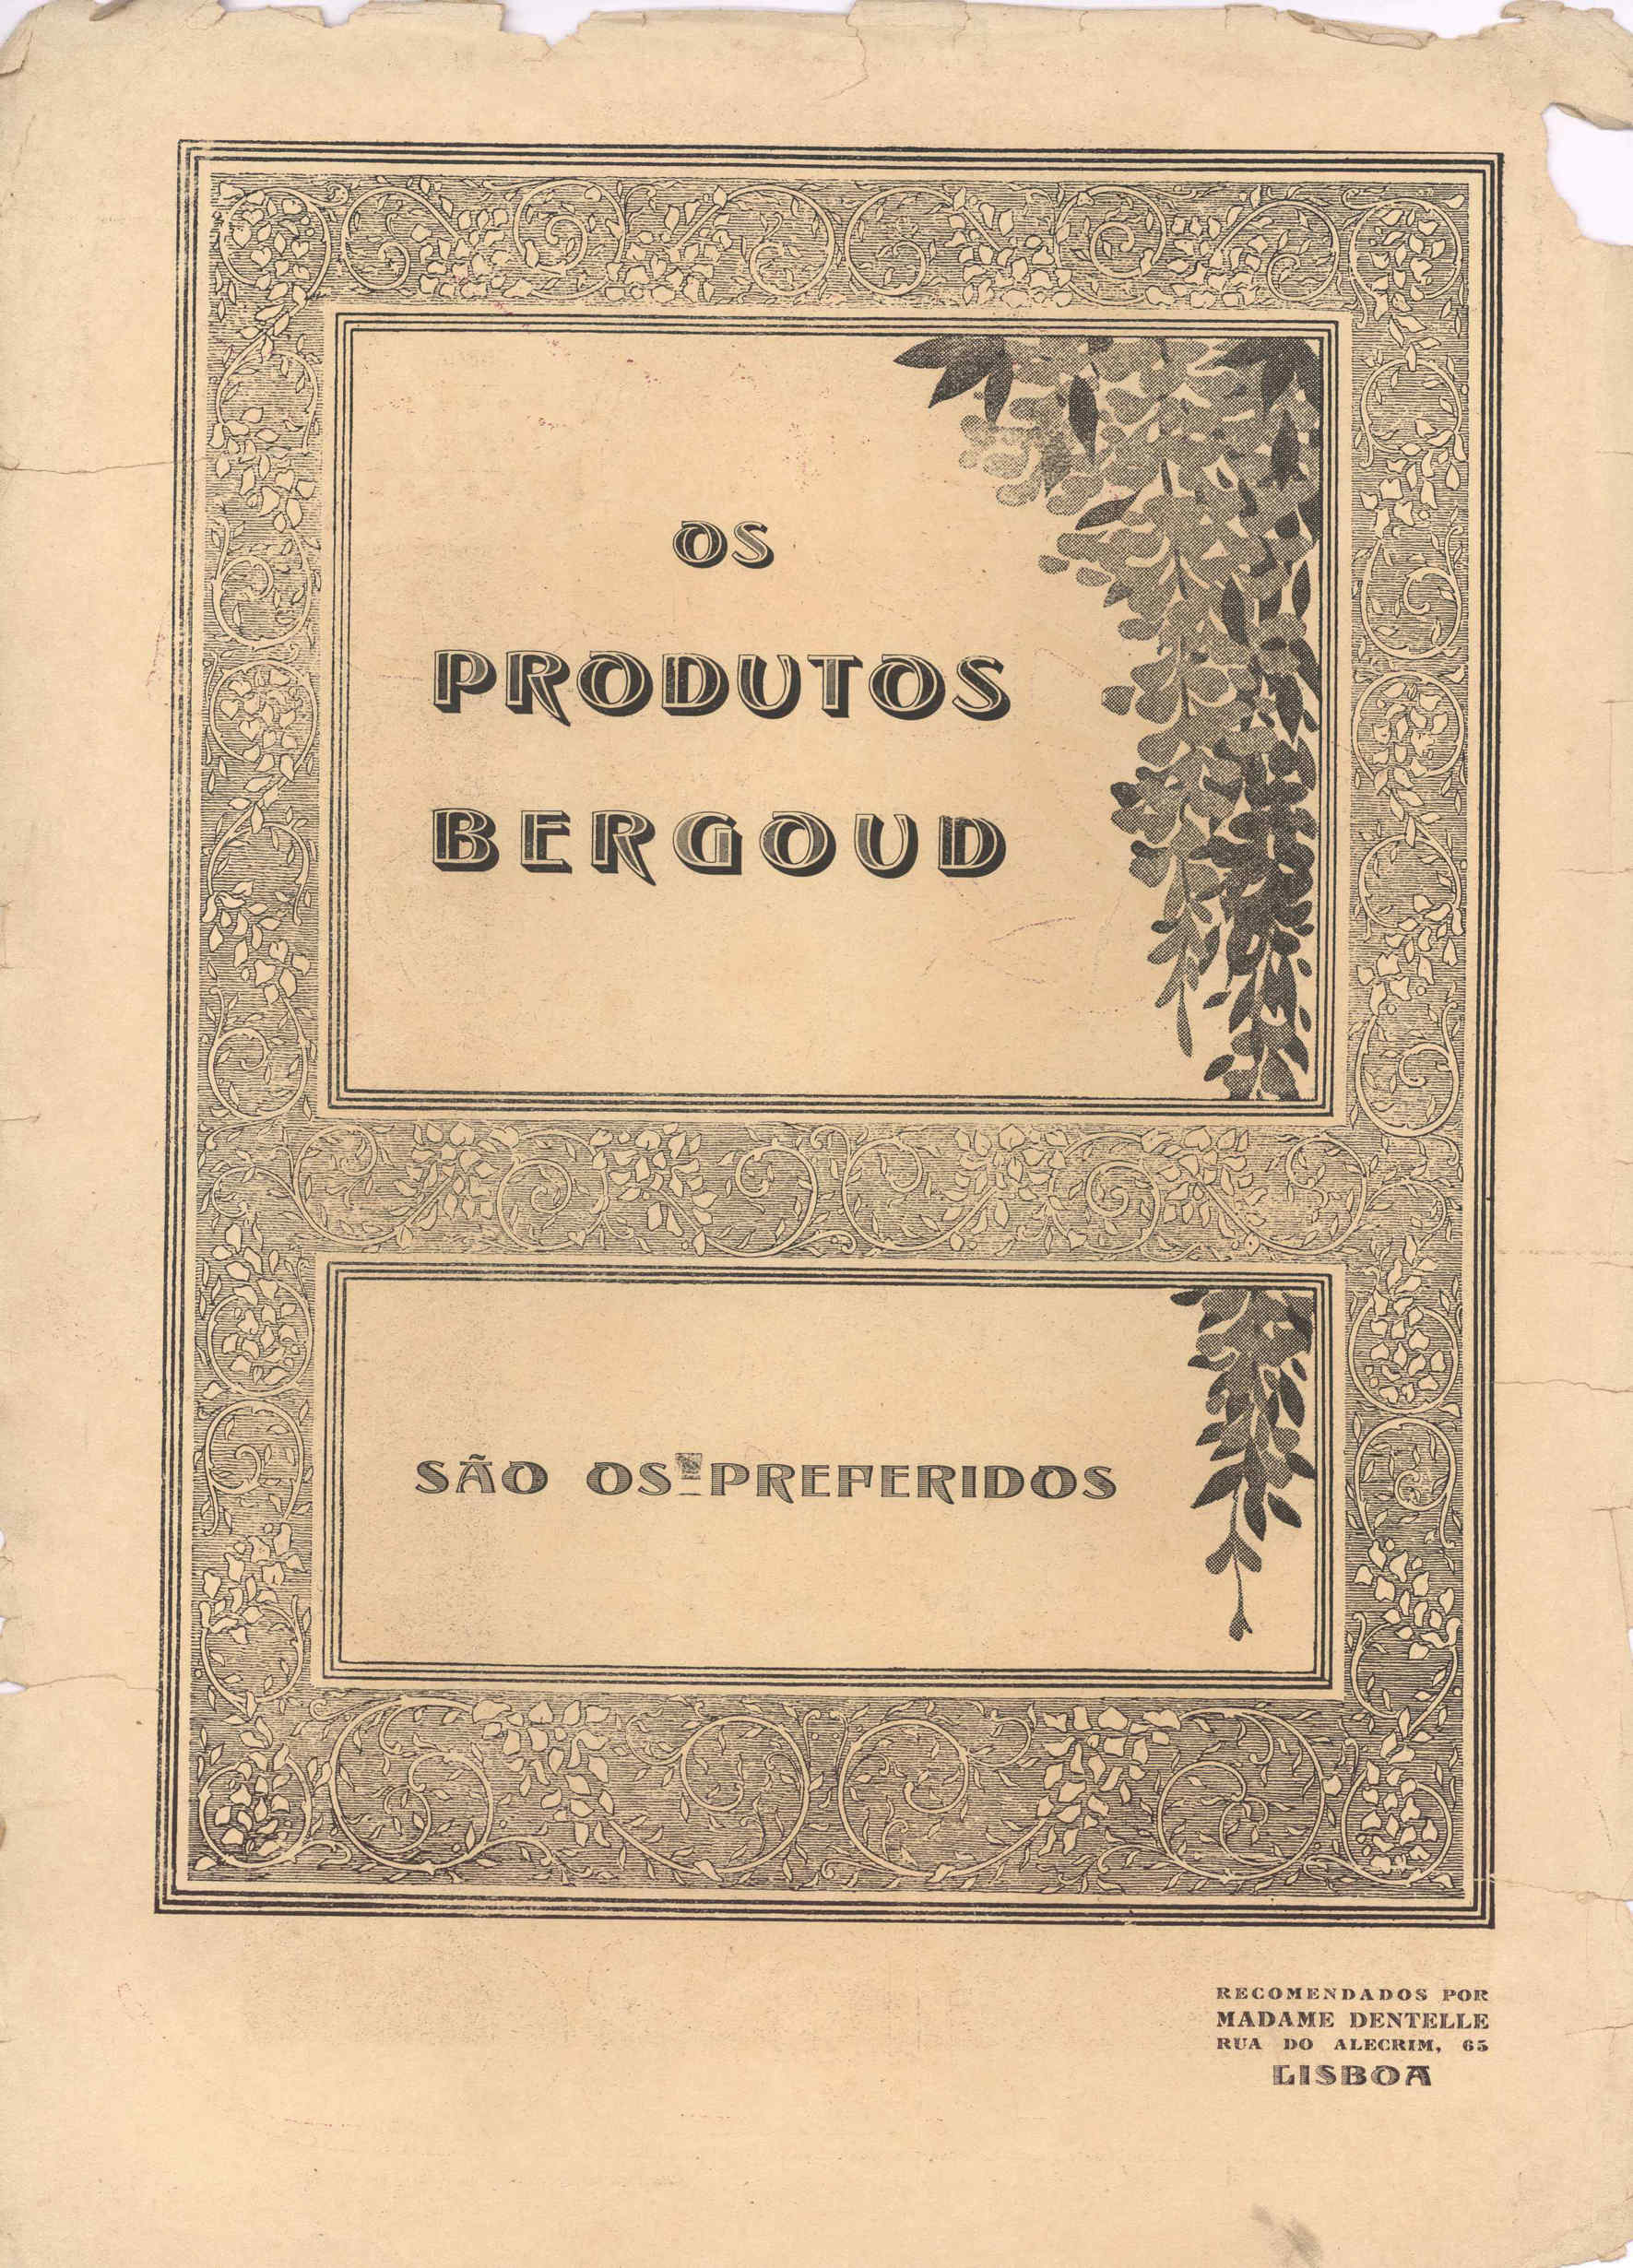 OS
PRODUTOS
BERGOUD
SÃO OS PREFERIDOS
RECOMENDADOS POR
MADAME DENTELLE
RUA DO ALECRIM, 65
LISBOA